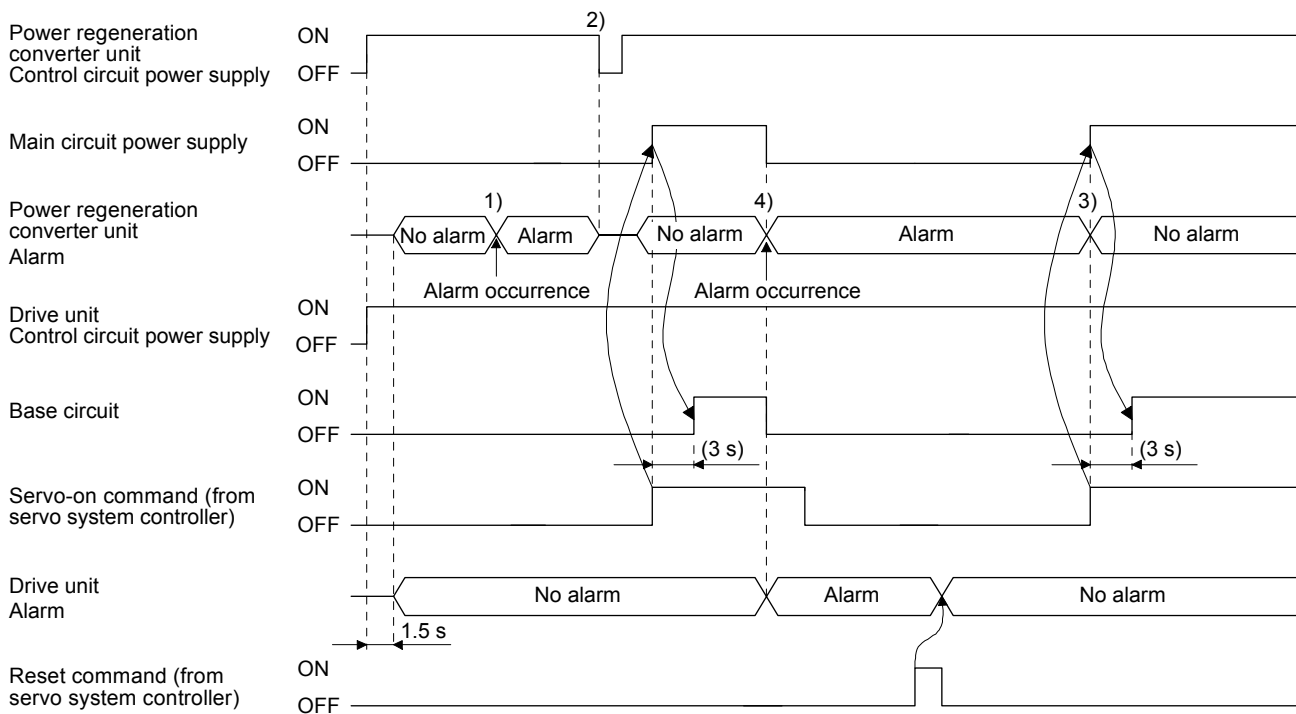 Power regeneration
converter unit
Control circuit power supply
ON
OFF
2)
Main circuit power supply
ON
OFF
Power regeneration
converter unit
Alarm
No alarm
1)
Alarm
No alarm
4)
Alarm
3)
No alarm
Alarm occurrence
Alarm occurrence
Drive unit
Control circuit power supply
ON
OFF
Base circuit
ON
OFF
(3 s)
(3 s)
Servo-on command (from
servo system controller)
ON
OFF
Drive unit
Alarm
No alarm
Alarm
No alarm
1.5 s
Reset command (from
servo system controller)
ON
OFF